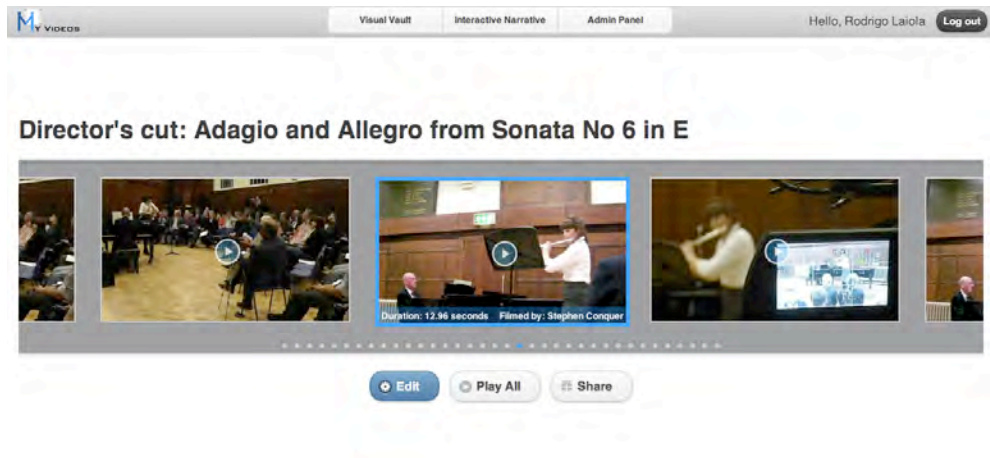 My VIDEOS
Visual Vault
Interactive Narrative
Admin Panel
Hello, Rodrigo Laiola
Log out
Director's cut: Adagio and Allegro from Sonata No 6 in E
Duration: 12.96 seconds Filmed by: Stephen Conquer
Edit
Play All
Share